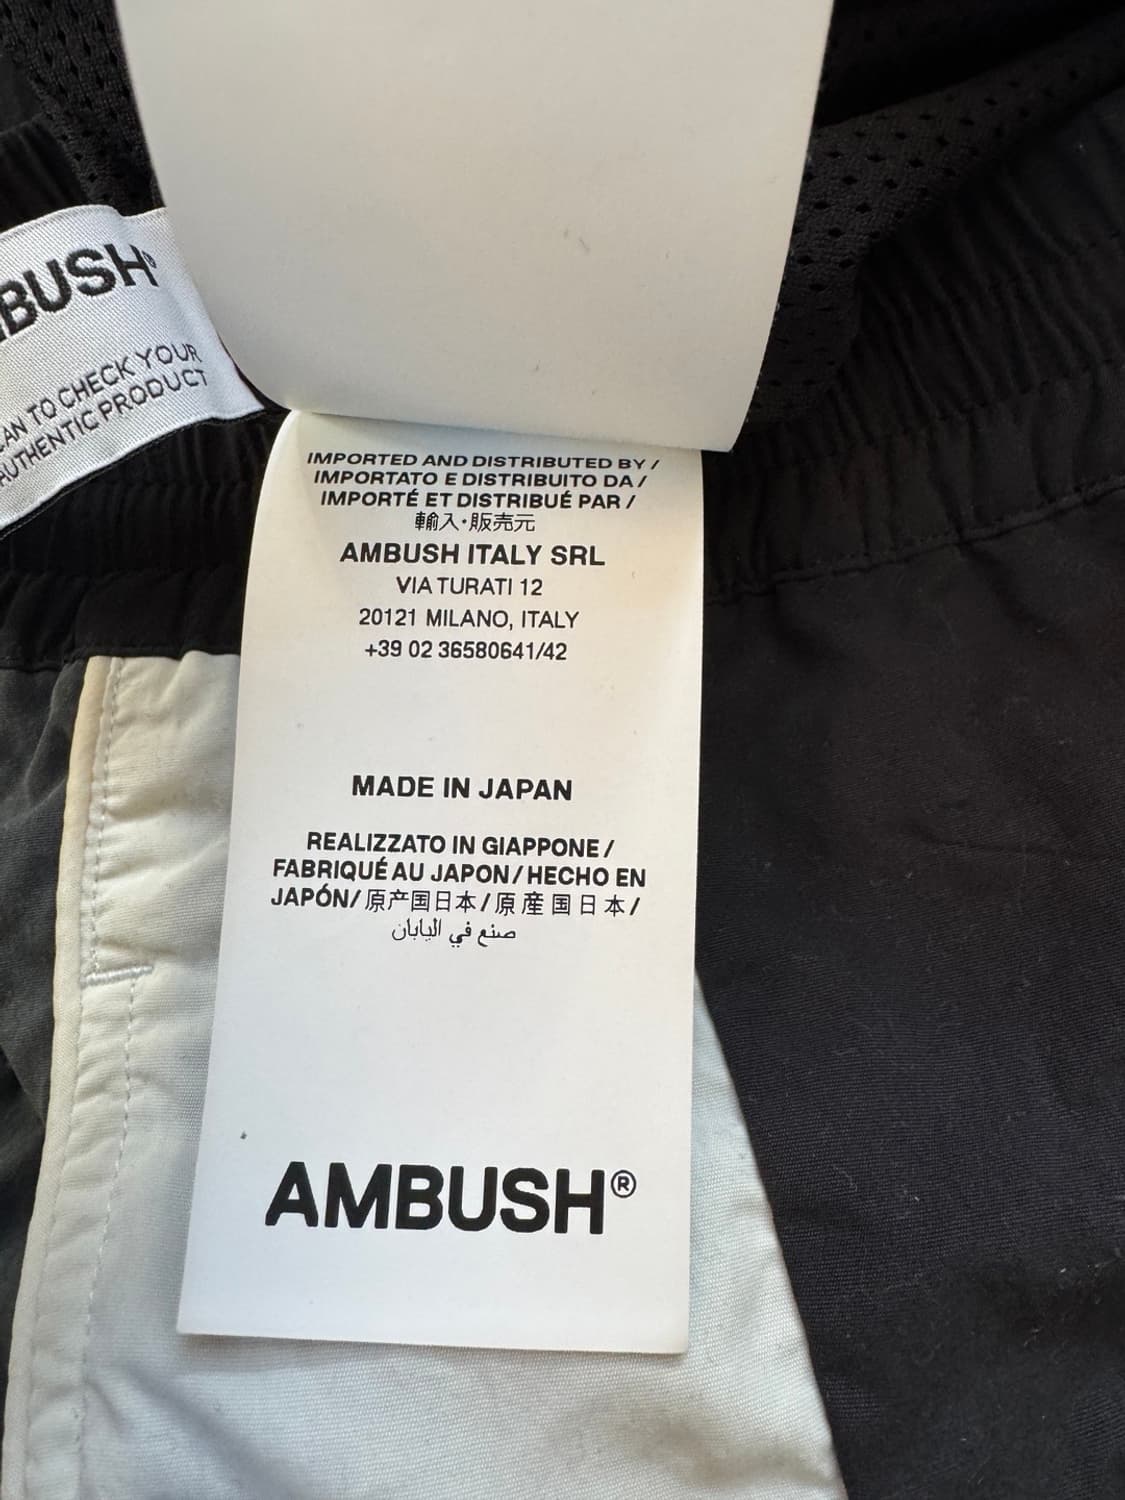 BUSH®
TO CHECK YOUR
AUTHENTIC PRODUCT
IMPORTED AND DISTRIBUTED BY /
IMPORTATO E DISTRIBUITO DA /
IMPORTÉ ET DISTRIBUÉ PAR /
輸入・販売元
AMBUSH ITALY SRL
VIA TURATI 12
20121 MILANO, ITALY
+39 02 36580641/42
MADE IN JAPAN
REALIZZATO IN GIAPPONE /
FABRIQUÉ AU JAPON / HECHO EN
JAPÓN/ 原产国日本 / 原産国日本 /
صنع في اليابان
AMBUSH®